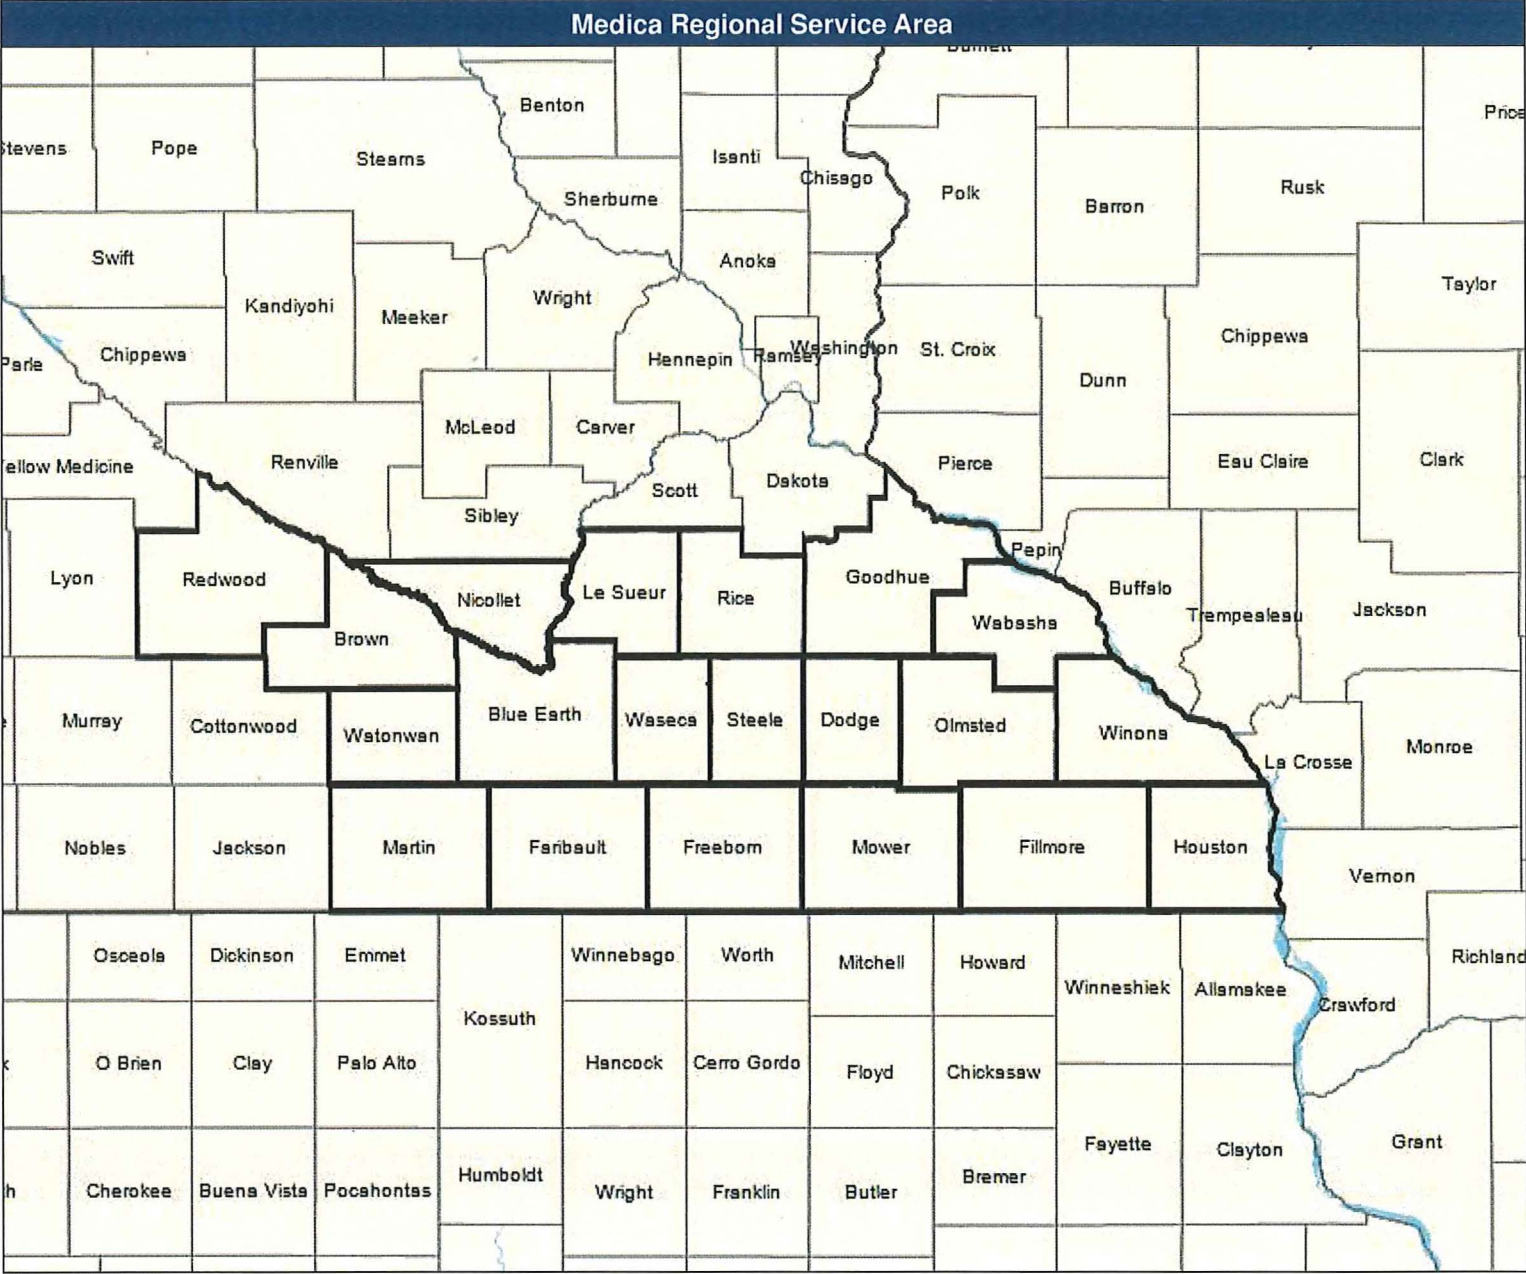 Medica Regional Service Area
Benton
Price
Stevens
Pope
Stearns
Isanti
Chisago
Polk
Barron
Rusk
Sherburne
Swift
Anoka
Taylor
Kandiyohi
Meeker
Wright
Chippewa
Parle
Chippewa
Hennepin
Ramsey
Washington
St. Croix
Dunn
McLeod
Carver
ellow Medicine
Renville
Pierce
Eau Claire
Clark
Scott
Dakota
Sibley
Pepin
Lyon
Redwood
Nicollet
Le Sueur
Rice
Goodhue
Buffalo
Trempealeau
Jackson
Brown
Wabasha
Murray
Cottonwood
Watonwan
Blue Earth
Waseca
Steele
Dodge
Olmsted
Winona
La Crosse
Monroe
Nobles
Jackson
Martin
Faribault
Freeborn
Mower
Fillmore
Houston
Vernon
Osceola
Dickinson
Emmet
Winnebago
Worth
Mitchell
Howard
Winneshiek
Allamakee
Crawford
Richland
Kossuth
O Brien
Clay
Palo Alto
Hancock
Cerro Gordo
Floyd
Chickasaw
Fayette
Clayton
Grant
Cherokee
Buena Vista
Pocahontas
Humboldt
Wright
Franklin
Butler
Bremer